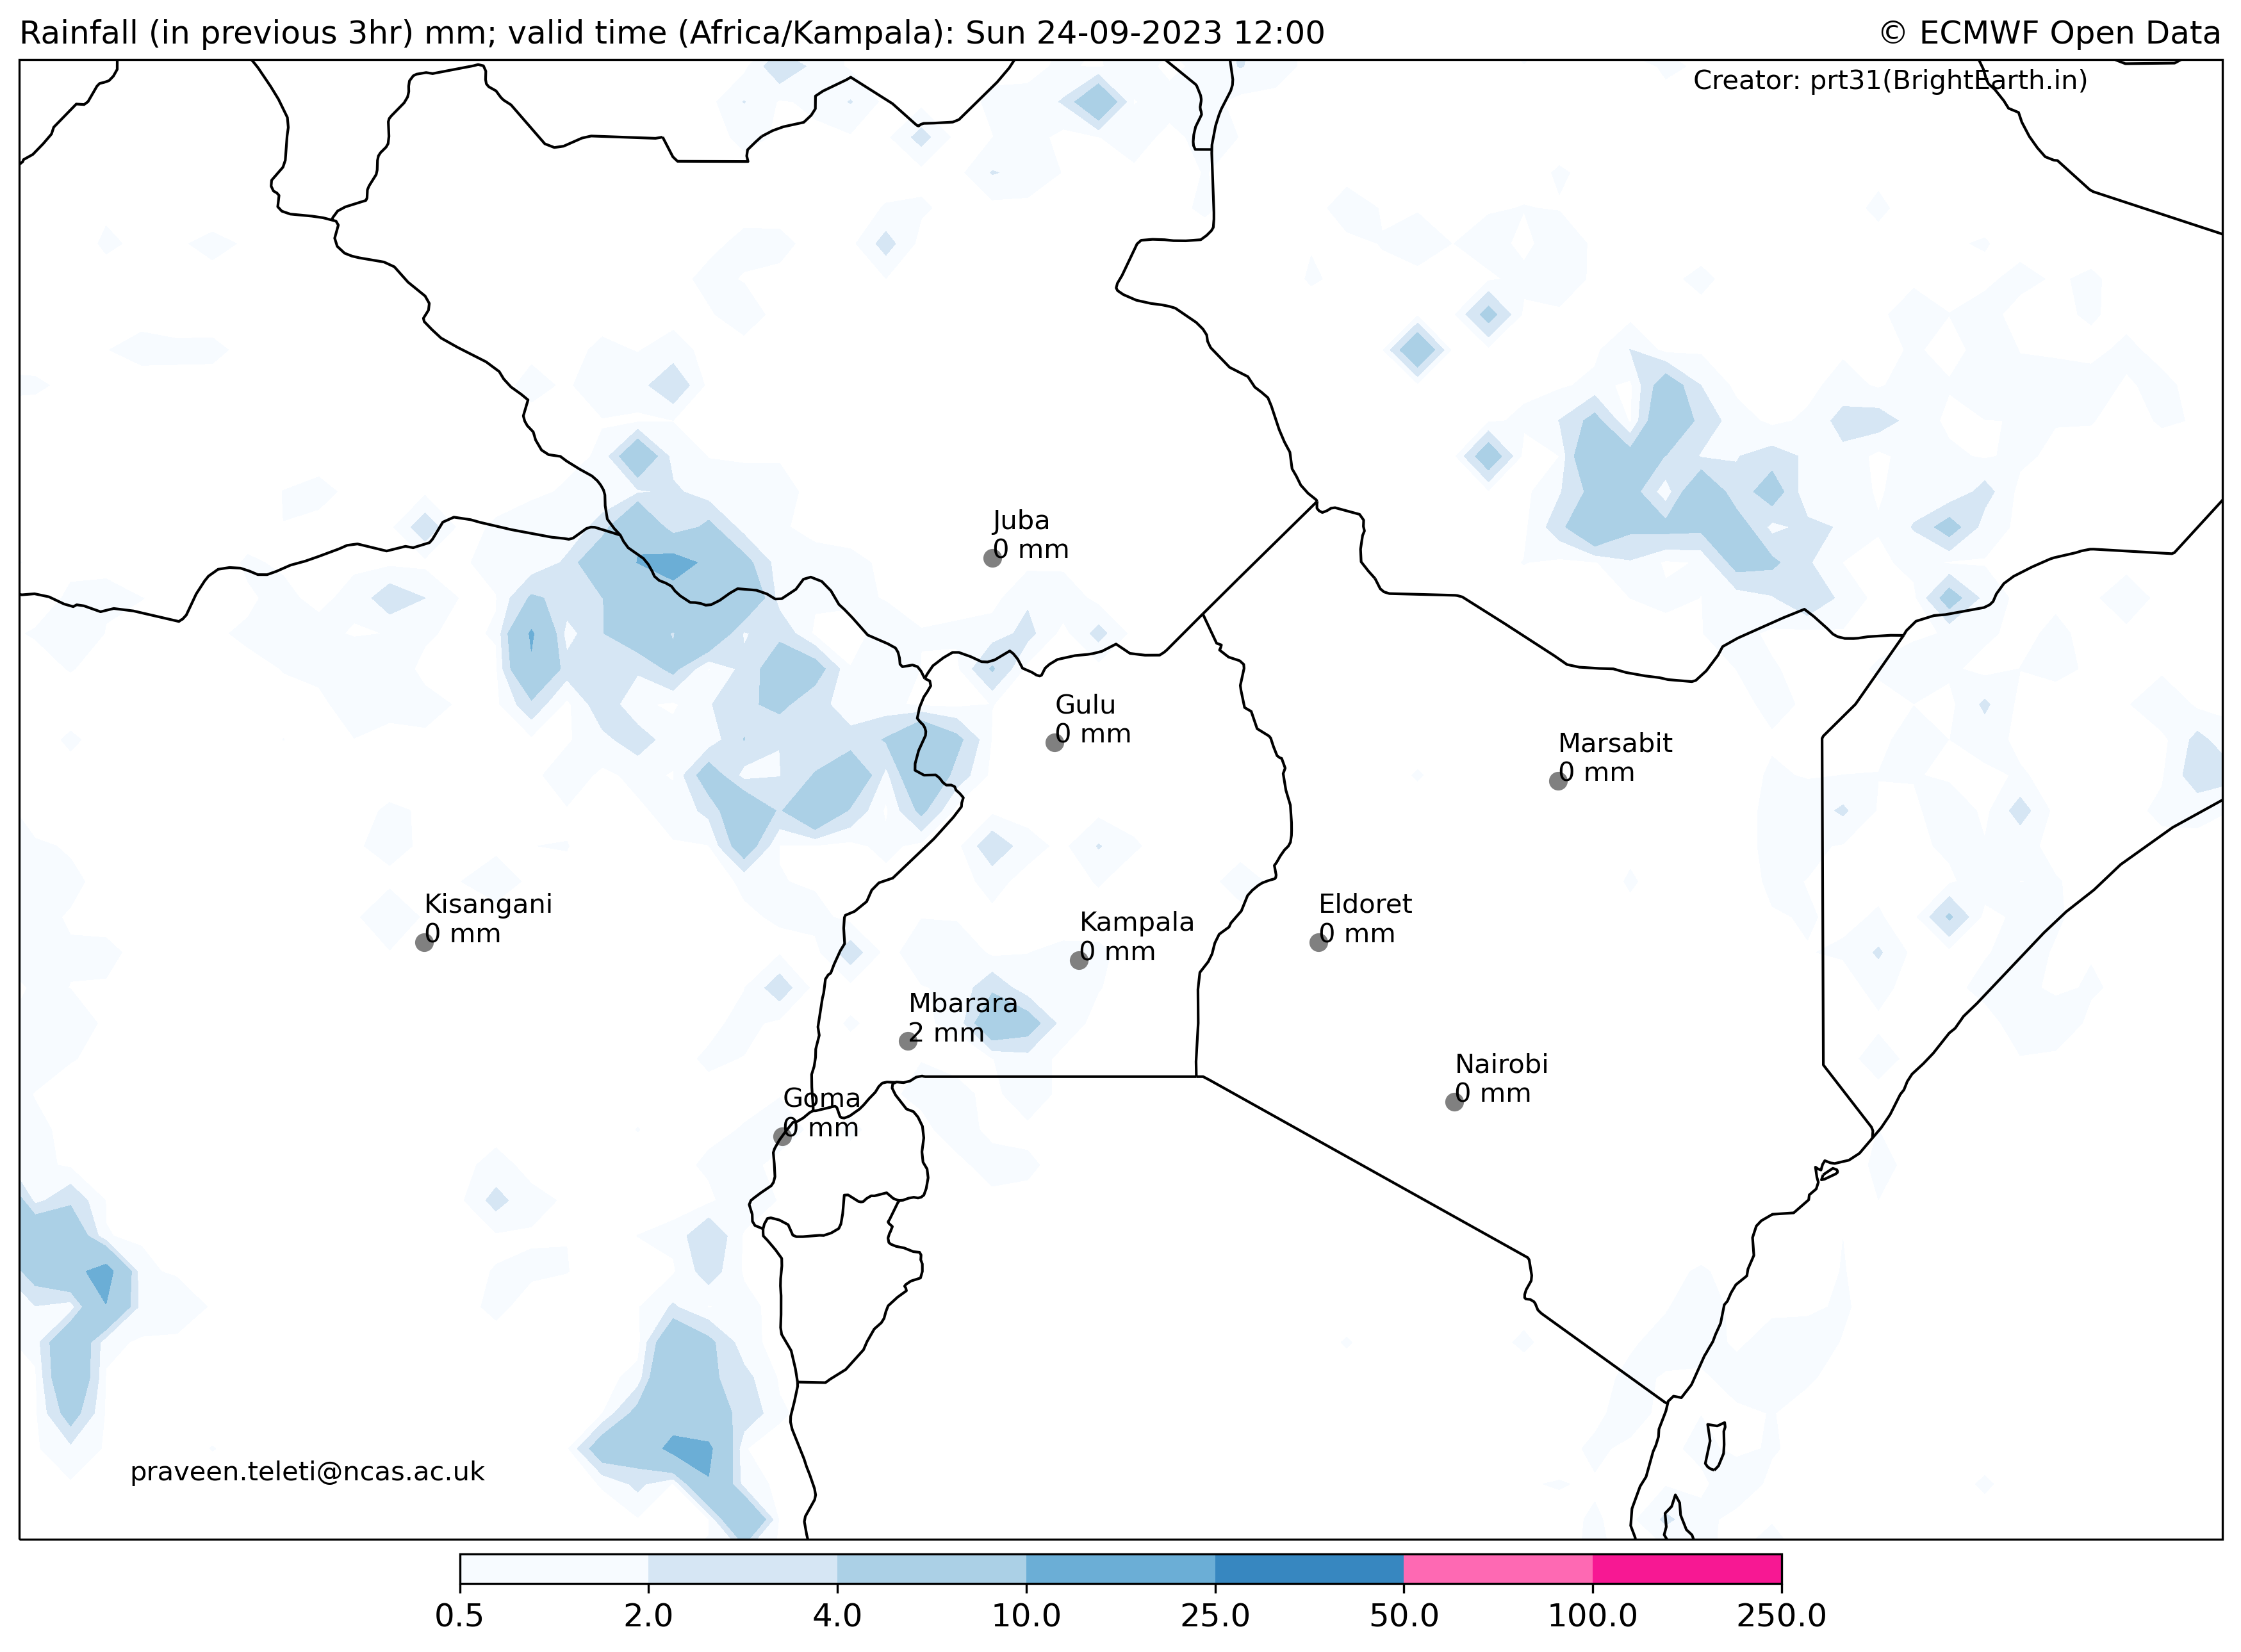 Rainfall (in previous 3hr) mm; valid time (Africa/Kampala): Sun 24-09-2023 12:00
© ECMWF Open Data
Creator: prt31(BrightEarth.in)
Juba
0 mm
Gulu
0 mm
Marsabit
0 mm
Kisangani
0 mm
Kampala
0 mm
Eldoret
0 mm
Mbarara
2 mm
Nairobi
0 mm
Goma
0 mm
praveen.teleti@ncas.ac.uk
0.5 2.0 4.0 10.0 25.0 50.0 100.0 250.0